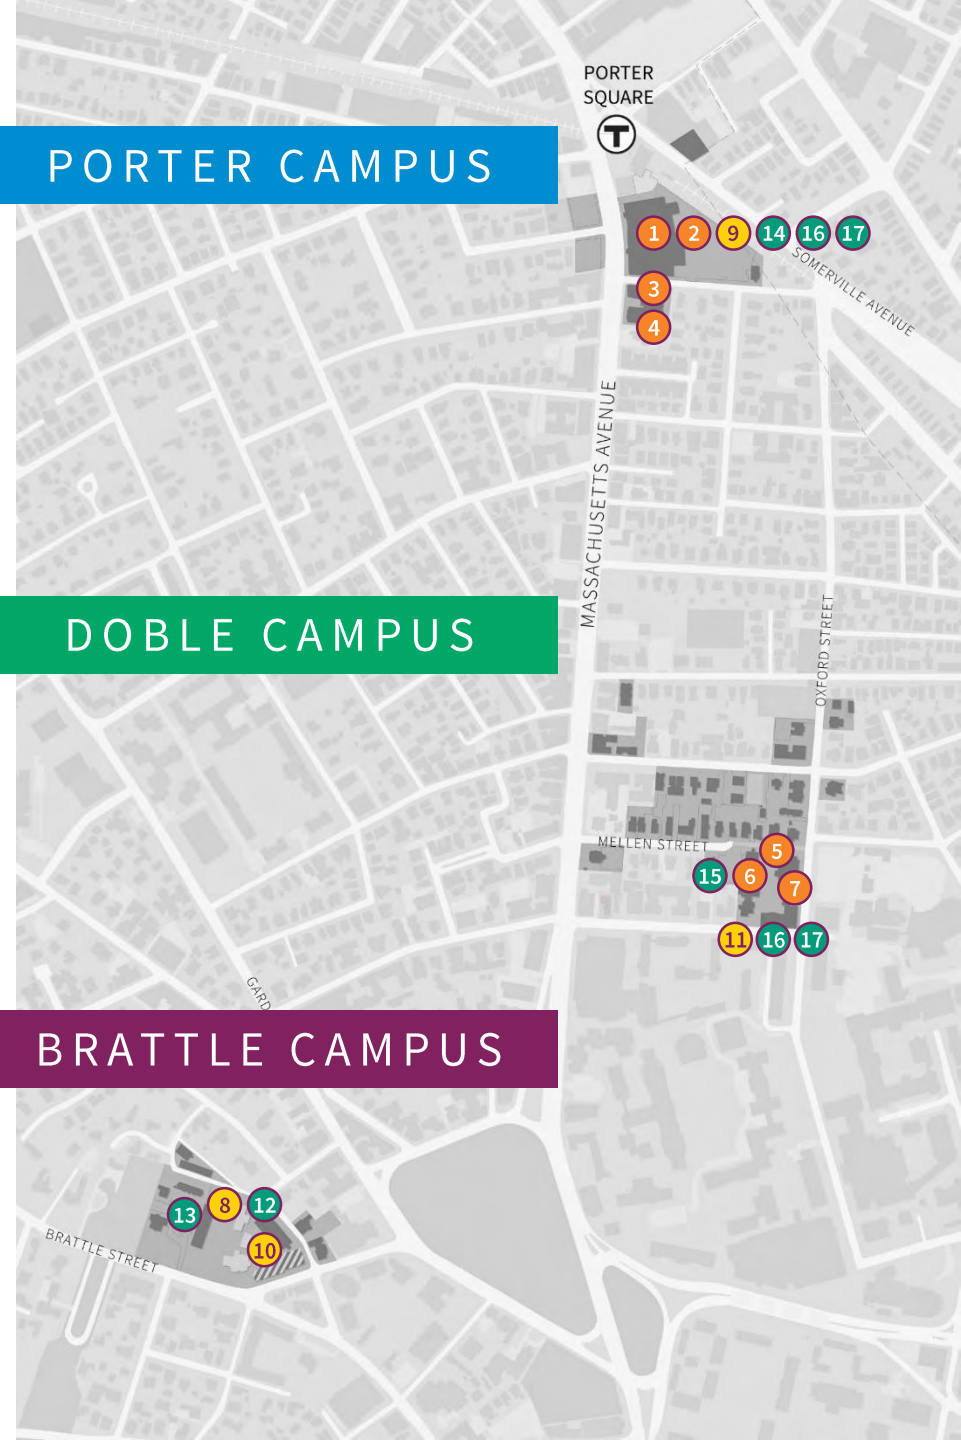 PORTER
SQUARE
T
PORTER CAMPUS
1 2 9 14 16 17
SOMERVILLE AVENUE
3
4
MASSACHUSETTS AVENUE
DOBLE CAMPUS
OXFORD STREET
MELLEN STREET
5
15 6 7
11 16 17
GARD
BRATTLE CAMPUS
13 8 12
10
BRATTLE STREET